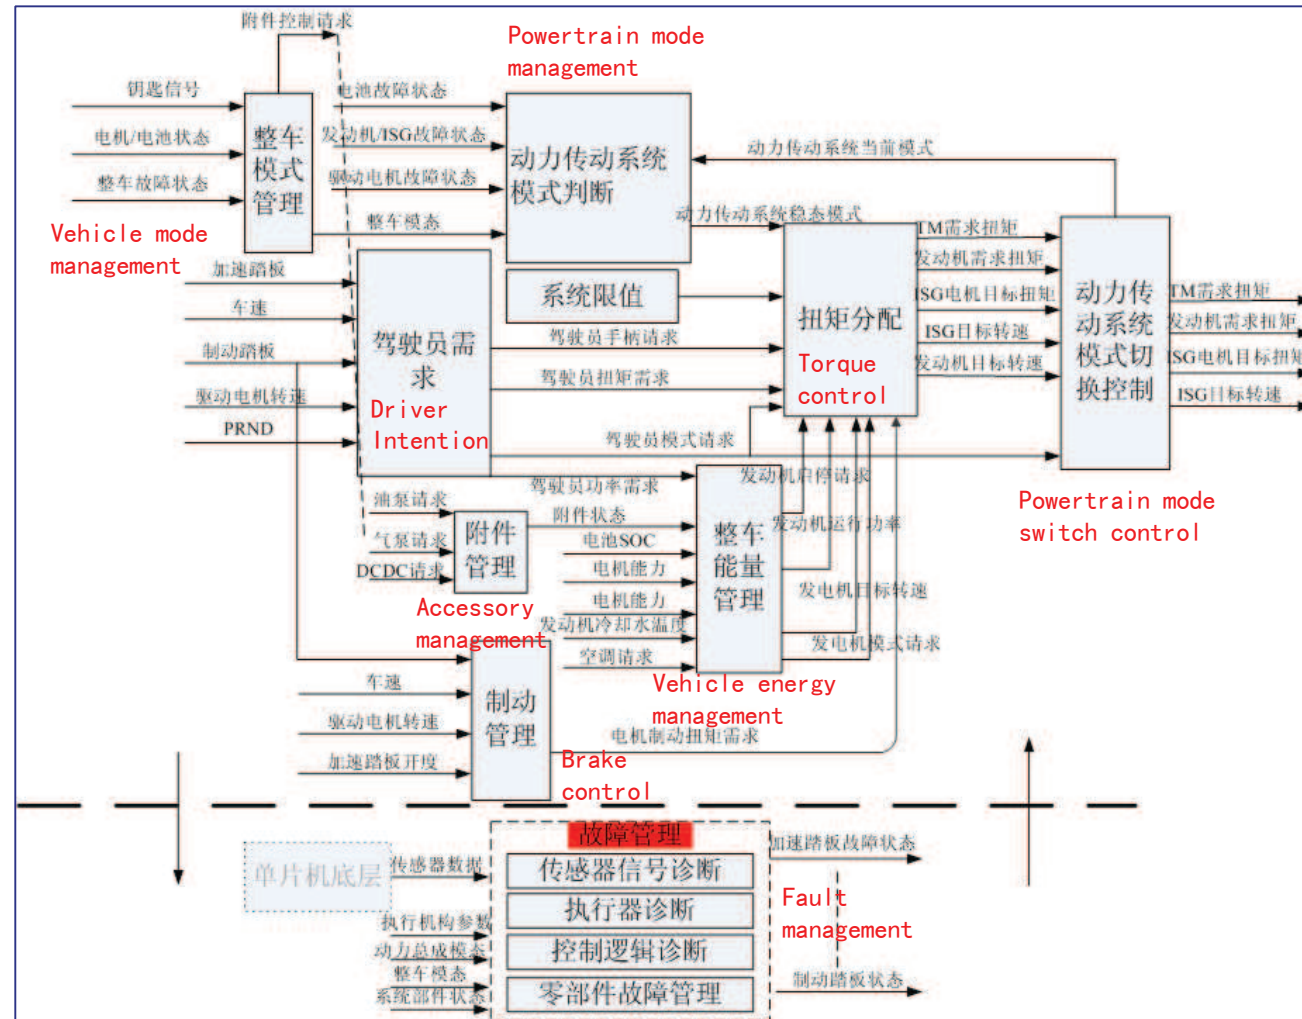 附件控制请求
Powertrain mode
management
钥匙信号
电池故障状态
电机/电池状态
整车
模式
管理
发动机/ISG故障状态
动力传动系统
模式判断
动力传动系统当前模式
整车故障状态
驱动电机故障状态
整车模态
动力传动系统稳态模式
Vehicle mode
management
TM需求扭矩
发动机需求扭矩
ISG电机目标扭矩
ISG目标转速
发动机目标转速
加速踏板
车速
制动踏板
驱动电机转速
PRND
驾驶员需
求
Driver
Intention
系统限值
驾驶员手柄请求
驾驶员扭矩需求
驾驶员模式请求
驾驶员功率需求
扭矩分配
Torque
control
动力传
动系统
模式切
换控制
TM需求扭矩
发动机需求扭矩
ISG电机目标扭矩
ISG目标转速
Powertrain mode
switch control
油泵请求
气泵请求
DCDC请求
附件
管理
Accessory
management
附件状态
电池SOC
电机能力
电机能力
发动机冷却水温度
空调请求
整车
能量
管理
Vehicle energy
management
发动机启停请求
发动机运行功率
发电机目标转速
发电机模式请求
车速
驱动电机转速
加速踏板开度
制动
管理
Brake
control
电机制动扭矩需求
故障管理
单片机底层
传感器数据
传感器信号诊断
执行器诊断
控制逻辑诊断
零部件故障管理
执行机构参数
动力总成模态
整车模态
系统部件状态
加速踏板故障状态
Fault
management
制动踏板状态